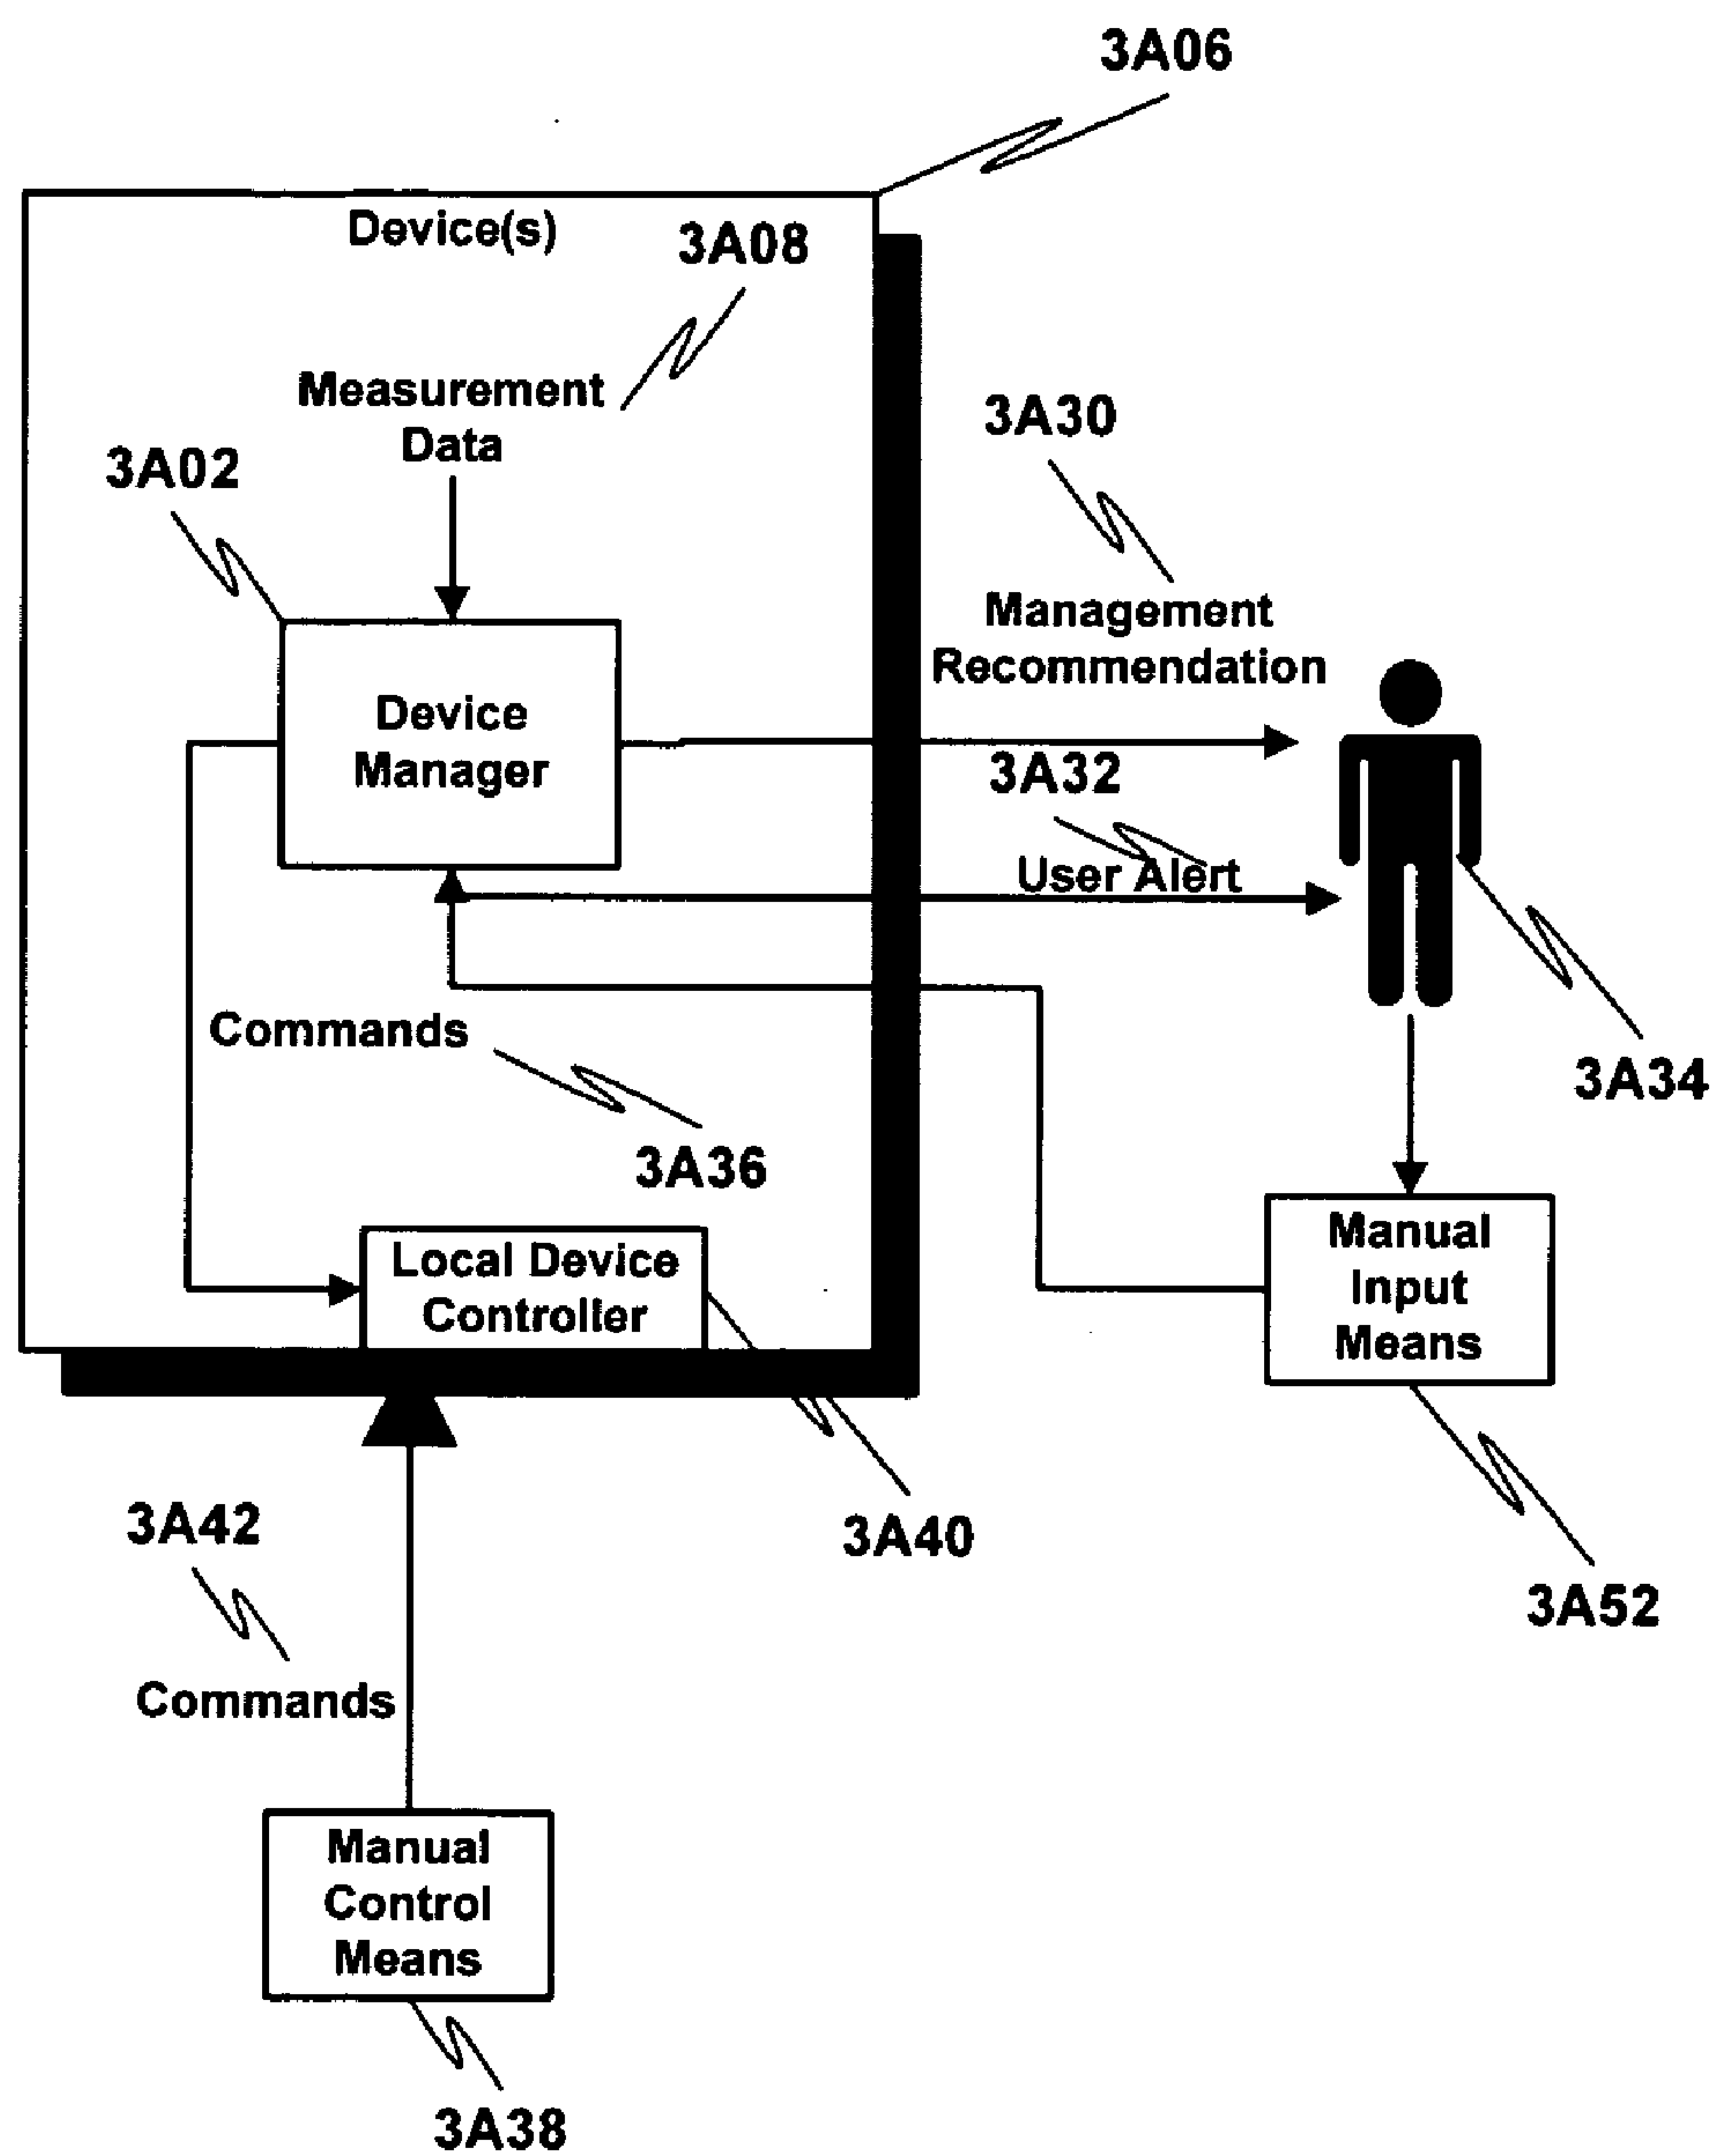 3A06
Device(s)
3A08
Measurement
Data
3A02
3A30
Management
Recommendation
Device
Manager
3A32
User Alert
Commands
3A36
3A34
Local Device
Controller
Manual
Input
Means
3A42
3A40
3A52
Commands
Manual
Control
Means
3A38